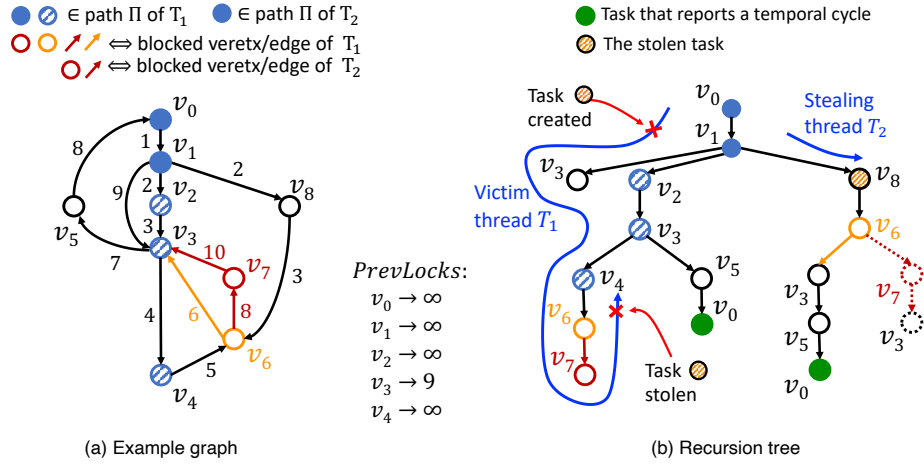 ∈ path Π of T₁
∈ path Π of T₂
⇔ blocked veretx/edge of T₁
⇔ blocked veretx/edge of T₂
Task that reports a temporal cycle
The stolen task
v₀
1
v₁
8
9
2
2
v₂
v₈
3
v₅
v₃
7
10
v₇
3
4
6
8
5
v₆
v₄
PrevLocks:
v₀ → ∞
v₁ → ∞
v₂ → ∞
v₃ → 9
v₄ → ∞
(a) Example graph
Task
created
v₀
Stealing
thread T₂
v₁
v₃
v₈
Victim
thread T₁
v₂
v₆
v₃
v₄
v₅
v₃
v₇
v₆
v₀
v₅
v₃
v₇
Task
stolen
v₀
(b) Recursion tree